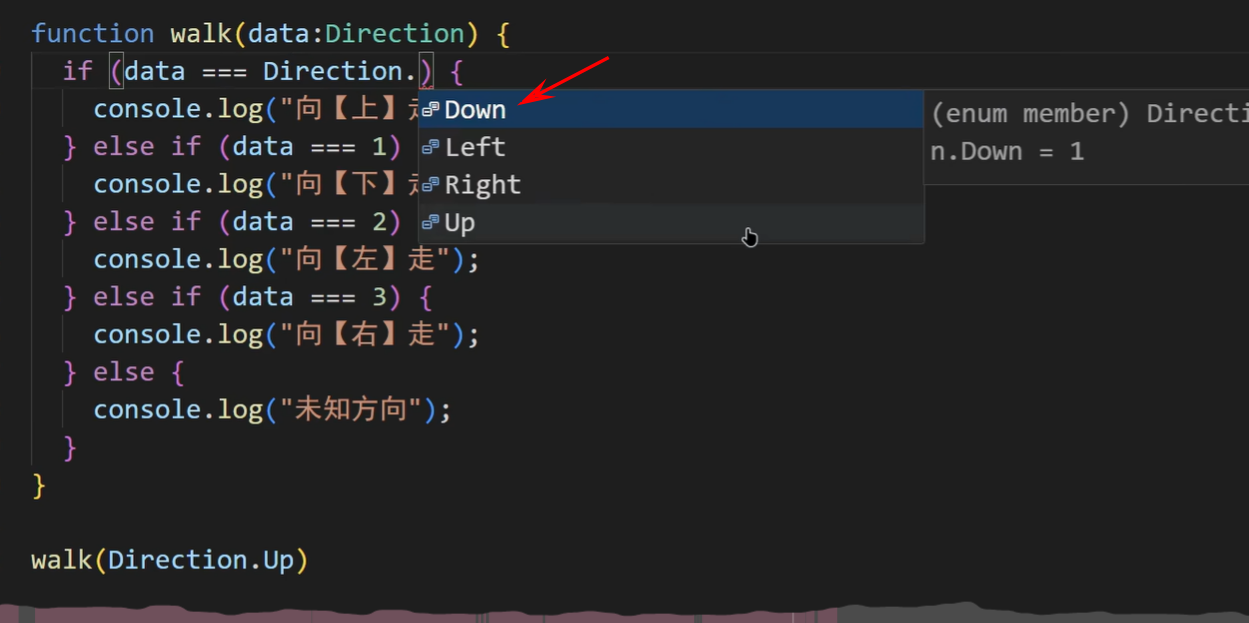 function walk(data:Direction) {
if (data === Direction.) {
console.log("向【上】
Down
(enum member) Directi
} else if (data === 1)
Left
n.Down = 1
console.log("向【下】
Right
} else if (data === 2)
Up
console.log("向【左】走");
} else if (data === 3) {
console.log("向【右】走");
} else {
console.log("未知方向");
}
}
walk(Direction.Up)